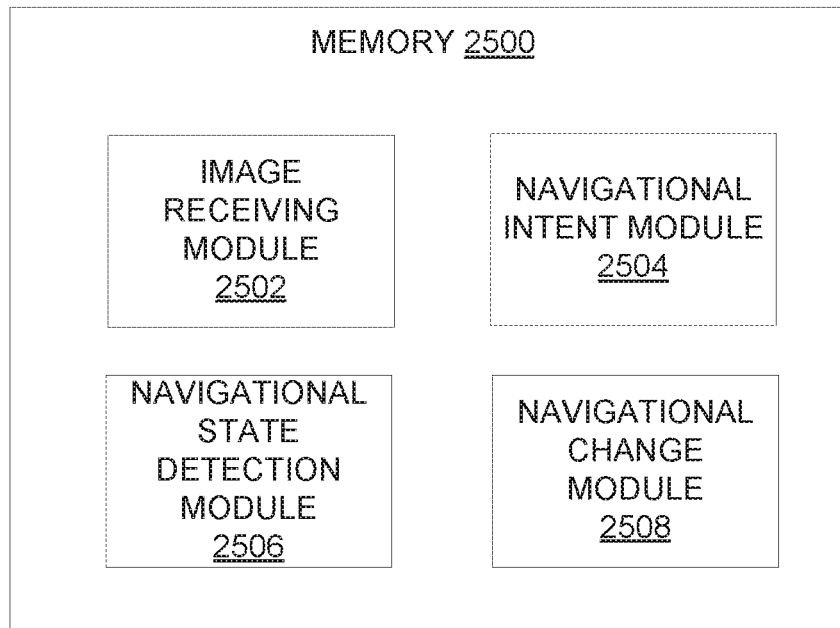 MEMORY 2500
IMAGE
RECEIVING
MODULE
2502
NAVIGATIONAL
INTENT MODULE
2504
NAVIGATIONAL
STATE
DETECTION
MODULE
2506
NAVIGATIONAL
CHANGE
MODULE
2508